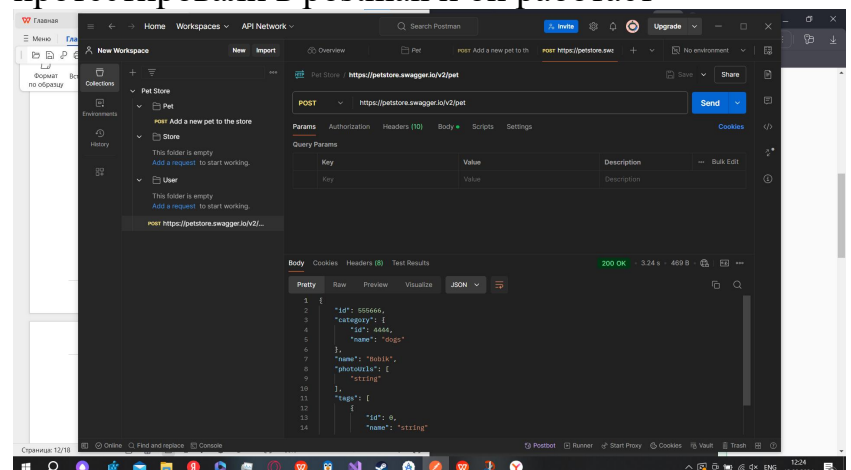 протестировали в postman и он работает
Главная
Меню
Гла
Формат
по образцу
Home Workspaces API Network
Search Postman
Invite
Upgrade
New Workspace New Import
Overview
Pet
POST Add a new pet to th
POST https://petstore.swa
No environment
Collections
Environments
History
Pet Store
Pet
POST Add a new pet to the store
Store
This folder is empty
Add a request to start working.
User
This folder is empty
Add a request to start working.
POST https://petstore.swagger.io/v2/...
Pet Store / https://petstore.swagger.io/v2/pet
Save
Share
POST https://petstore.swagger.io/v2/pet
Send
Params Authorization Headers (10) Body Scripts Settings Cookies
Query Params
Key Value Description Bulk Edit
Key Value Description
Body Cookies Headers (8) Test Results
200 OK 3.24 s 469 B
Pretty Raw Preview Visualize JSON
1 {
2 "id": 555666,
3 "category": {
4 "id": 4444,
5 "name": "dogs"
6 },
7 "name": "Bobik",
8 "photoUrls": [
9 "string"
10 ],
11 "tags": [
12 {
13 "id": 0,
14 "name": "string"
Online Find and replace Console
Postbot Runner Start Proxy Cookies Vault Trash
Страница: 12/18
ENG
12:24